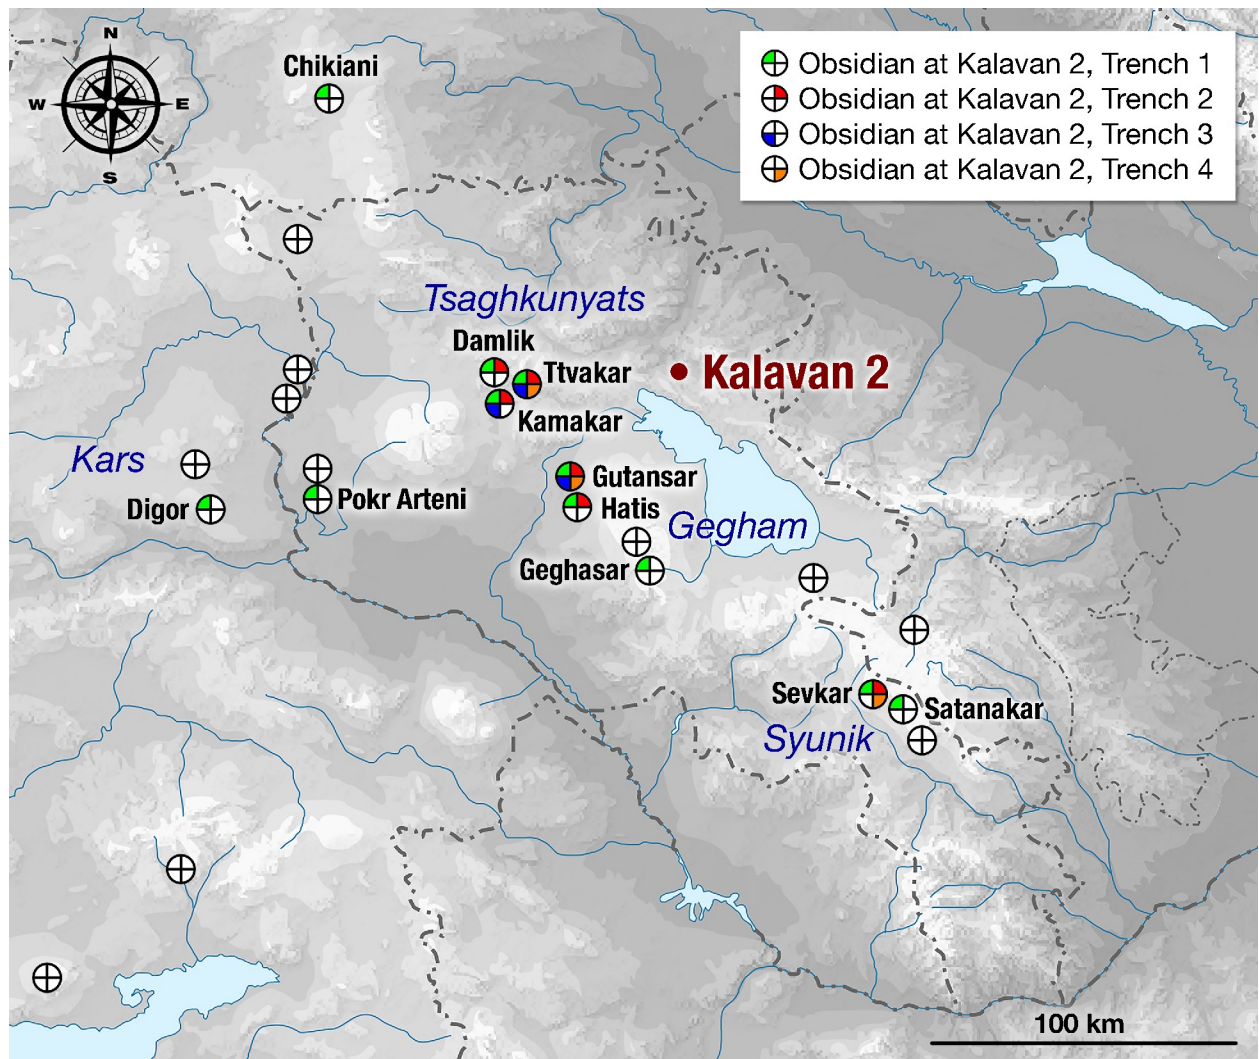 N
W
E
S
Chikiani
Obsidian at Kalavan 2, Trench 1
Obsidian at Kalavan 2, Trench 2
Obsidian at Kalavan 2, Trench 3
Obsidian at Kalavan 2, Trench 4
Tsaghkunyats
Damlik
Ttvakar
Kalavan 2
Kamakar
Kars
Gutansar
Digor
Pokr Arteni
Hatis
Gegham
Geghasar
Sevkar
Satanakar
Syunik
100 km